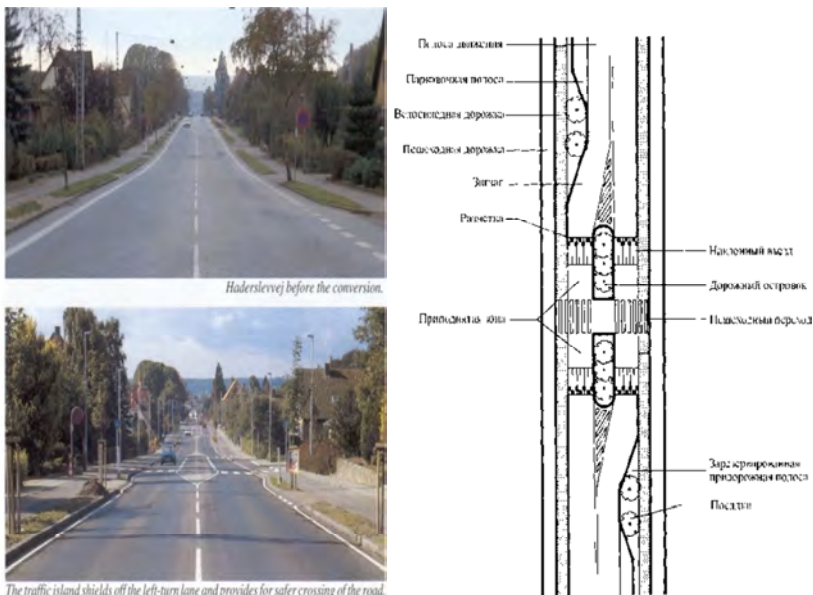 Haderslevvej before the conversion.
The traffic island shields off the left-turn lane and provides for safer crossing of the road.
Полоса движения
Парковочная полоса
Велосипедная дорожка
Пешеходная дорожка
Зигзаг
Разметка
Приподнятая зона
Наклонный въезд
Дорожный островок
Пешеходный переход
Зарезервированная
придорожная полоса
Посадки